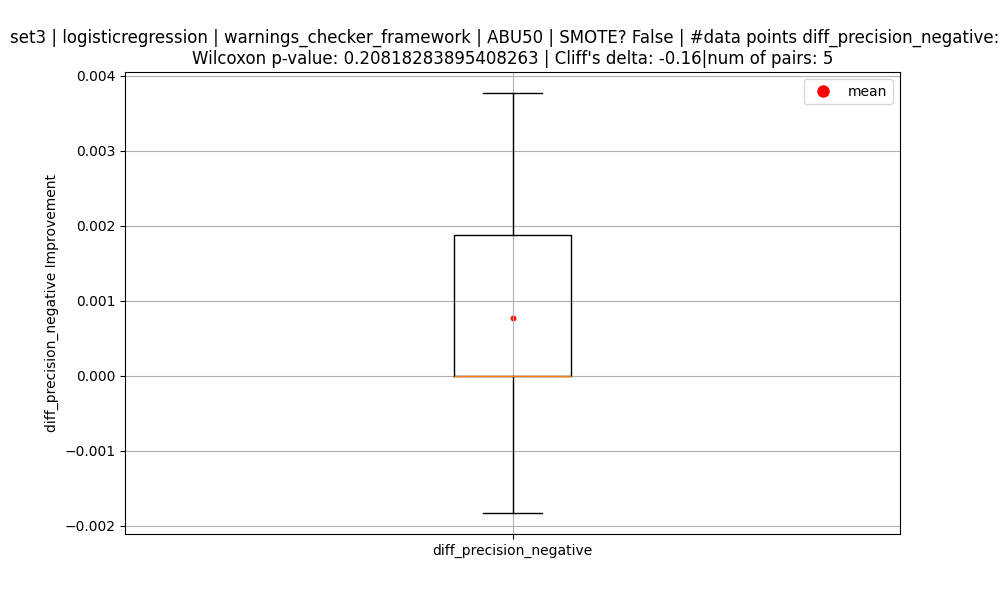 set3 | logisticregression | warnings_checker_framework | ABU50 | SMOTE? False | #data points diff_precision_negative:
Wilcoxon p-value: 0.20818283895408263 | Cliff's delta: -0.16|num of pairs: 5
mean
0.004
0.003
0.002
0.001
0.000
−0.001
−0.002
diff_precision_negative Improvement
diff_precision_negative